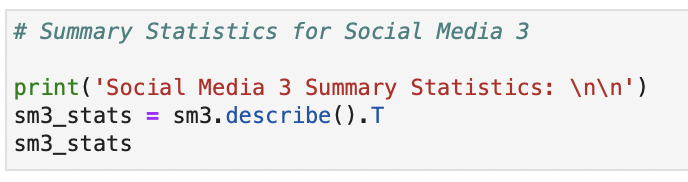 # Summary Statistics for Social Media 3
print('Social Media 3 Summary Statistics: \n\n')
sm3_stats = sm3.describe().T
sm3_stats